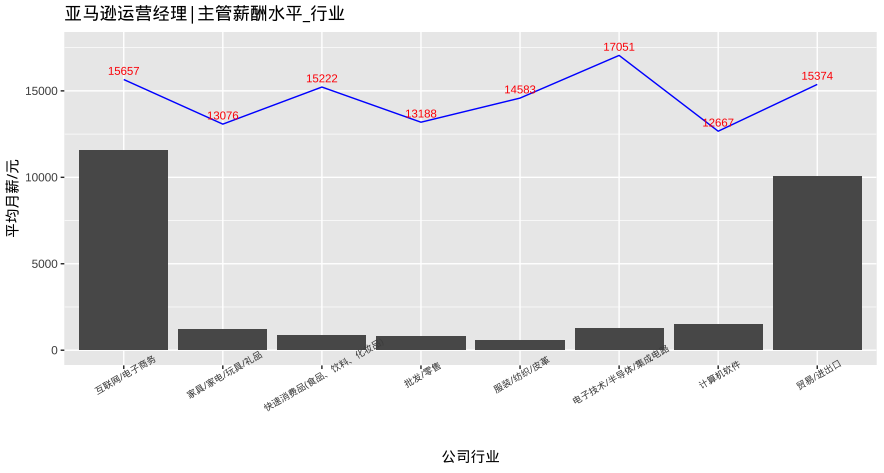 亚马逊运营经理|主管薪酬水平_行业
平均月薪/元
15000
10000
5000
0
15657
13076
15222
13188
14583
17051
12667
15374
互联网/电子商务
家具/家电/玩具/礼品
快速消费品(食品、饮料、化妆品)
批发/零售
服装/纺织/皮革
电子技术/半导体/集成电路
计算机软件
贸易/进出口
公司行业